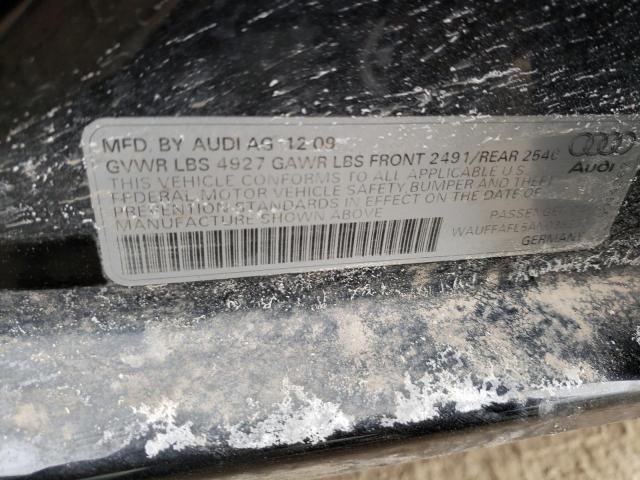 MFD. BY AUDI AG 12 09
GVWR LBS 4927 GAWR LBS FRONT 2491/REAR 2546
THIS VEHICLE CONFORMS TO ALL APPLICABLE U.S.
FEDERAL MOTOR VEHICLE SAFETY, BUMPER AND THEFT
PREVENTION STANDARDS IN EFFECT ON THE DATE OF
MANUFACTURE SHOWN ABOVE
PASSENGER
GERMANY
Audi